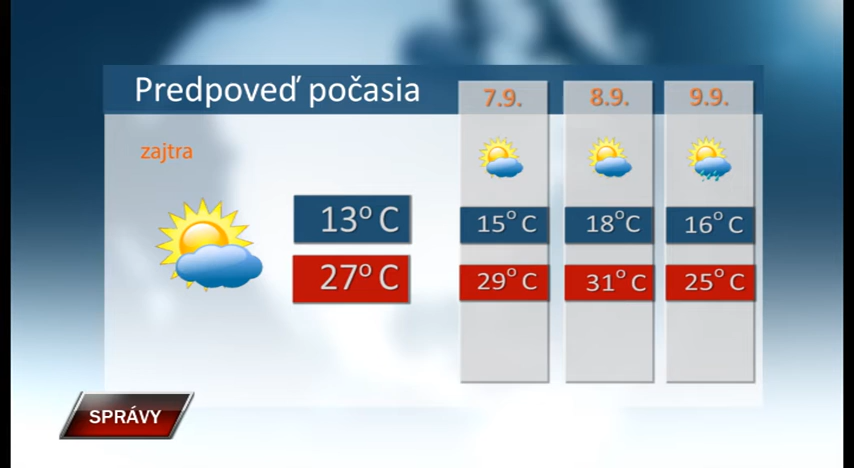 Predpoveď počasia
zajtra
13° C
27° C
7.9.
15° C
29° C
8.9.
18°C
31° C
9.9.
16° C
25° C
SPRÁVY